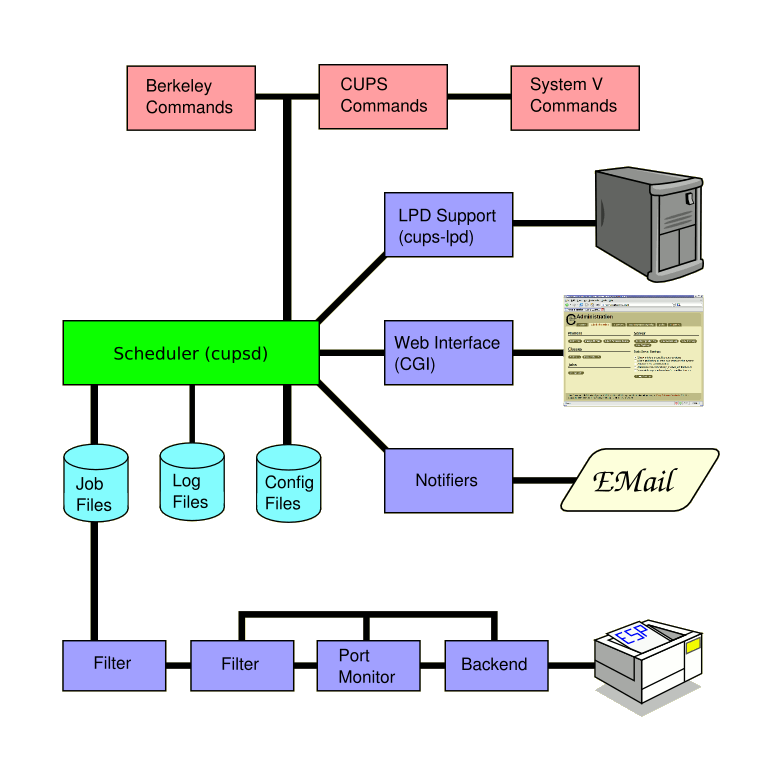 Berkeley
Commands
CUPS
Commands
System V
Commands
LPD Support
(cups-lpd)
Scheduler (cupsd)
Web Interface
(CGI)
Administration
Job
Files
Log
Files
Config
Files
Notifiers
EMail
Filter
Filter
Port
Monitor
Backend
ESP